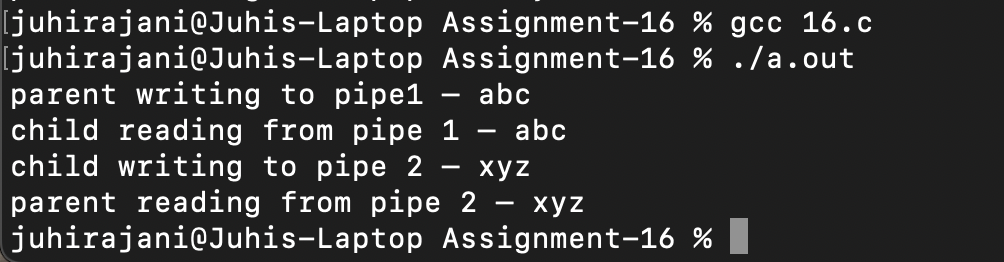 [juhirajani@Juhis-Laptop Assignment-16 % gcc 16.c
[juhirajani@Juhis-Laptop Assignment-16 % ./a.out
parent writing to pipe1 – abc
child reading from pipe 1 – abc
child writing to pipe 2 – xyz
parent reading from pipe 2 – xyz
juhirajani@Juhis-Laptop Assignment-16 %